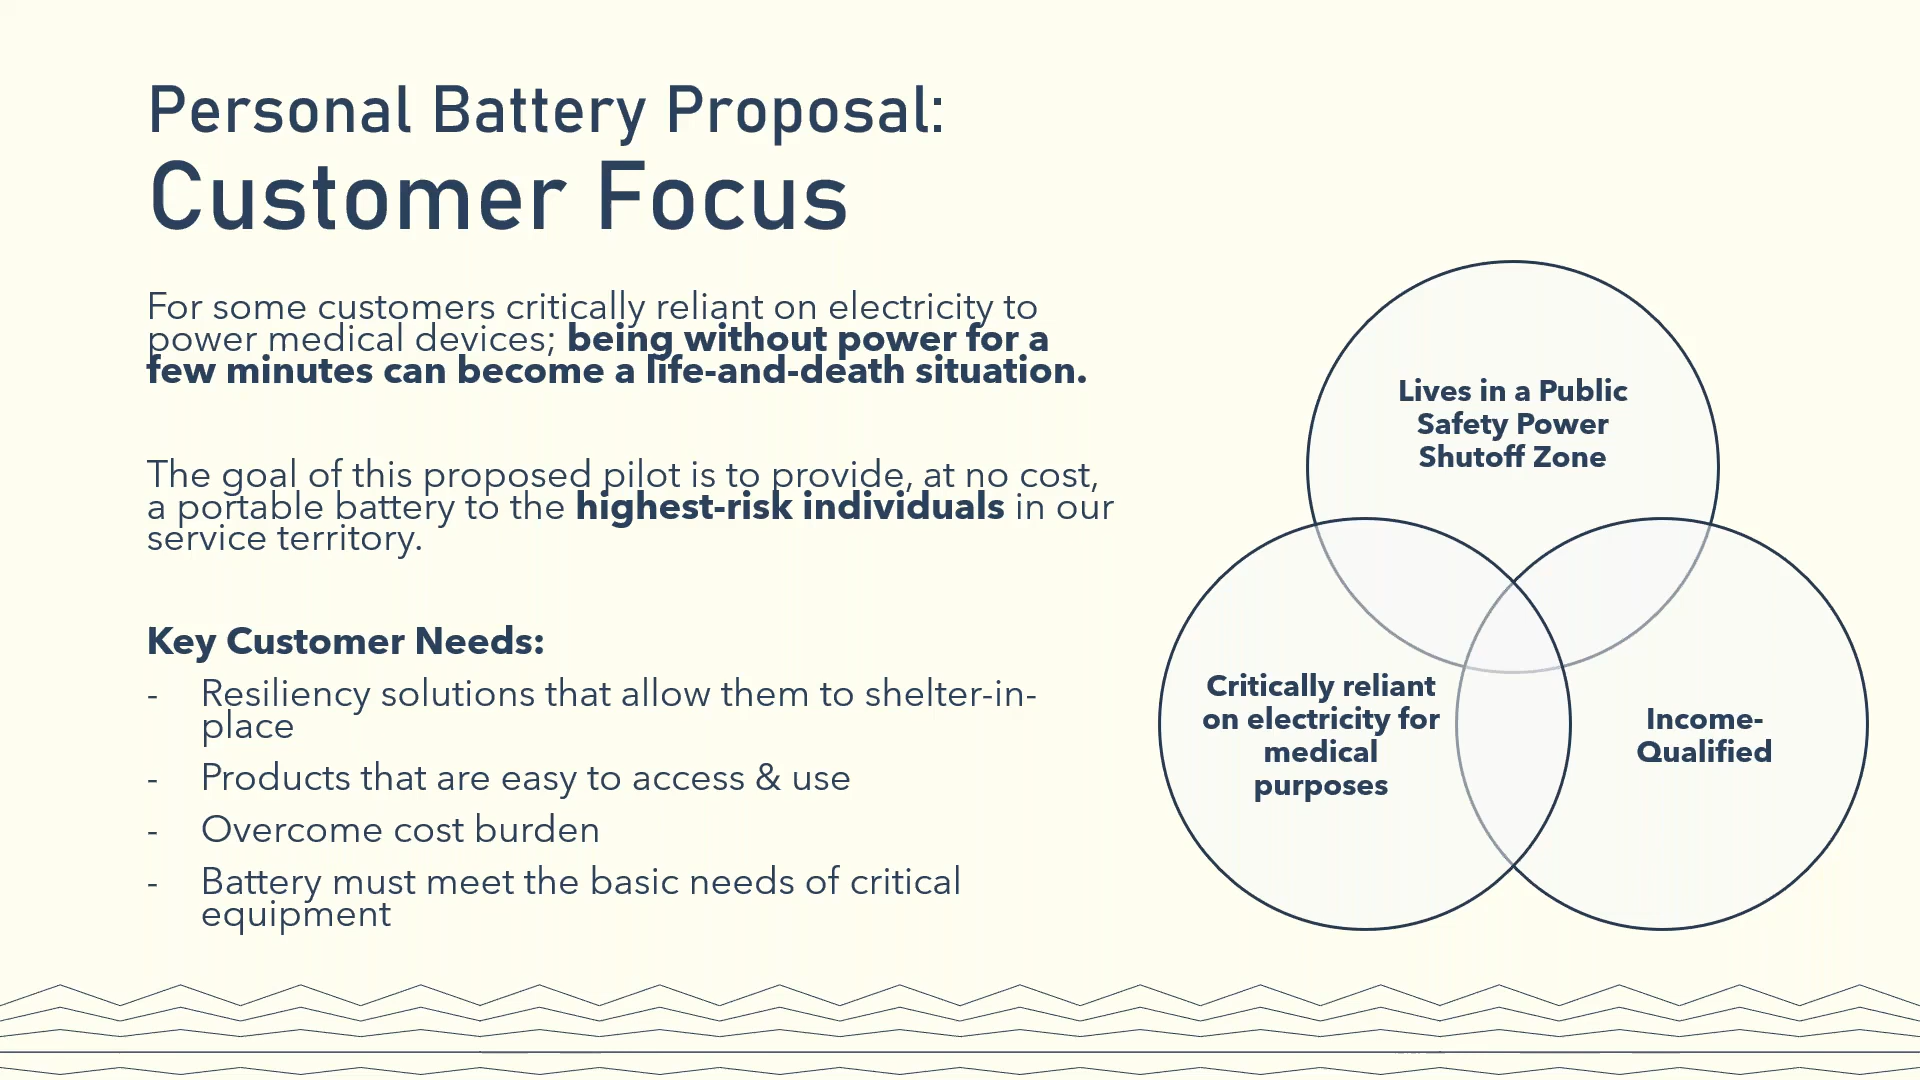 Personal Battery Proposal:
Customer Focus
For some customers critically reliant on electricity to
power medical devices; being without power for a
few minutes can become a life-and-death situation.
The goal of this proposed pilot is to provide, at no cost,
a portable battery to the highest-risk individuals in our
service territory.
Key Customer Needs:
- Resiliency solutions that allow them to shelter-in-
place
- Products that are easy to access & use
- Overcome cost burden
- Battery must meet the basic needs of critical
equipment
Lives in a Public
Safety Power
Shutoff Zone
Critically reliant
on electricity for
medical
purposes
Income-
Qualified